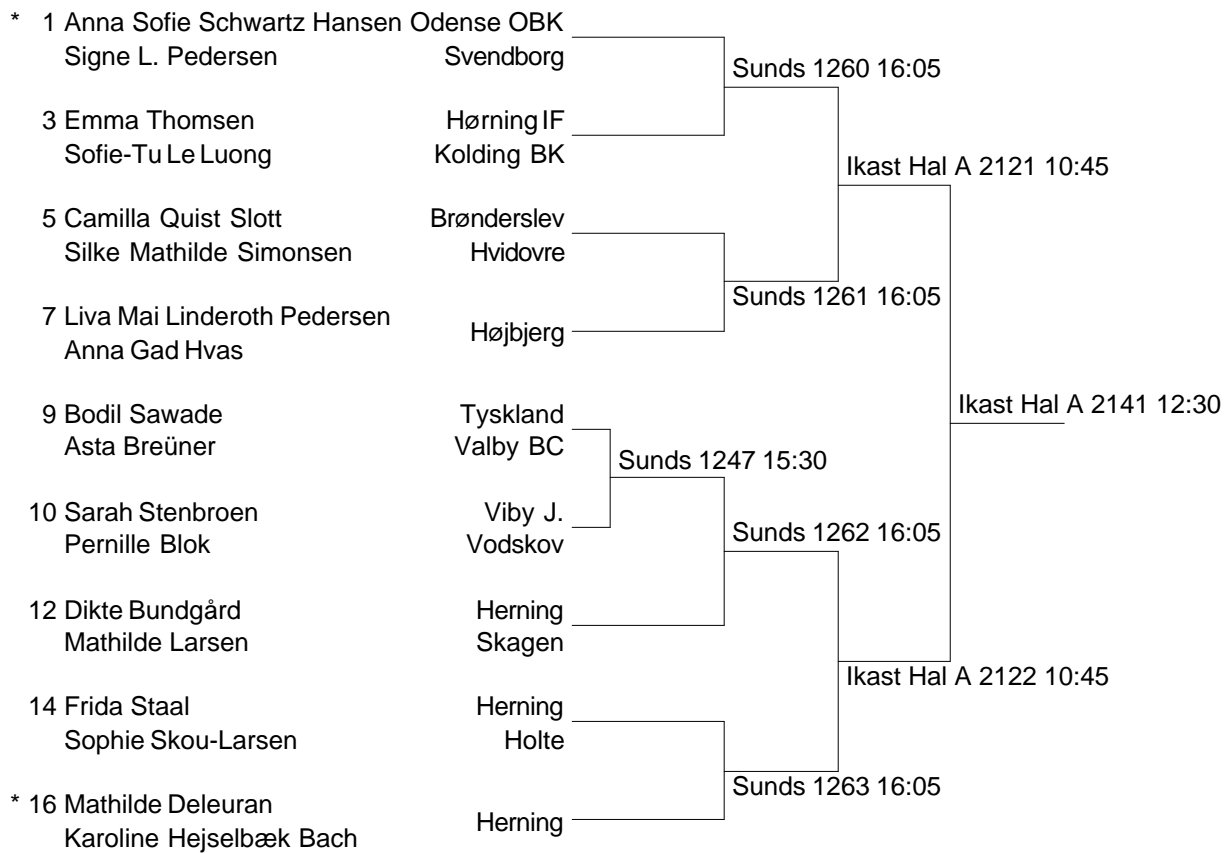 * 1 Anna Sofie Schwartz Hansen Odense OBK
Signe L. Pedersen Svendborg
Sunds 1260 16:05
3 Emma Thomsen Hørning IF
Sofie-Tu Le Luong Kolding BK
Ikast Hal A 2121 10:45
5 Camilla Quist Slott Brønderslev
Silke Mathilde Simonsen Hvidovre
Sunds 1261 16:05
7 Liva Mai Linderoth Pedersen
Højbjerg
Anna Gad Hvas
Ikast Hal A 2141 12:30
9 Bodil Sawade Tyskland
Asta Breüner Valby BC
Sunds 1247 15:30
10 Sarah Stenbroen Viby J.
Pernille Blok Vodskov
Sunds 1262 16:05
12 Dikte Bundgård Herning
Mathilde Larsen Skagen
Ikast Hal A 2122 10:45
14 Frida Staal Herning
Sophie Skou-Larsen Holte
Sunds 1263 16:05
* 16 Mathilde Deleuran
Herning
Karoline Hejselbæk Bach